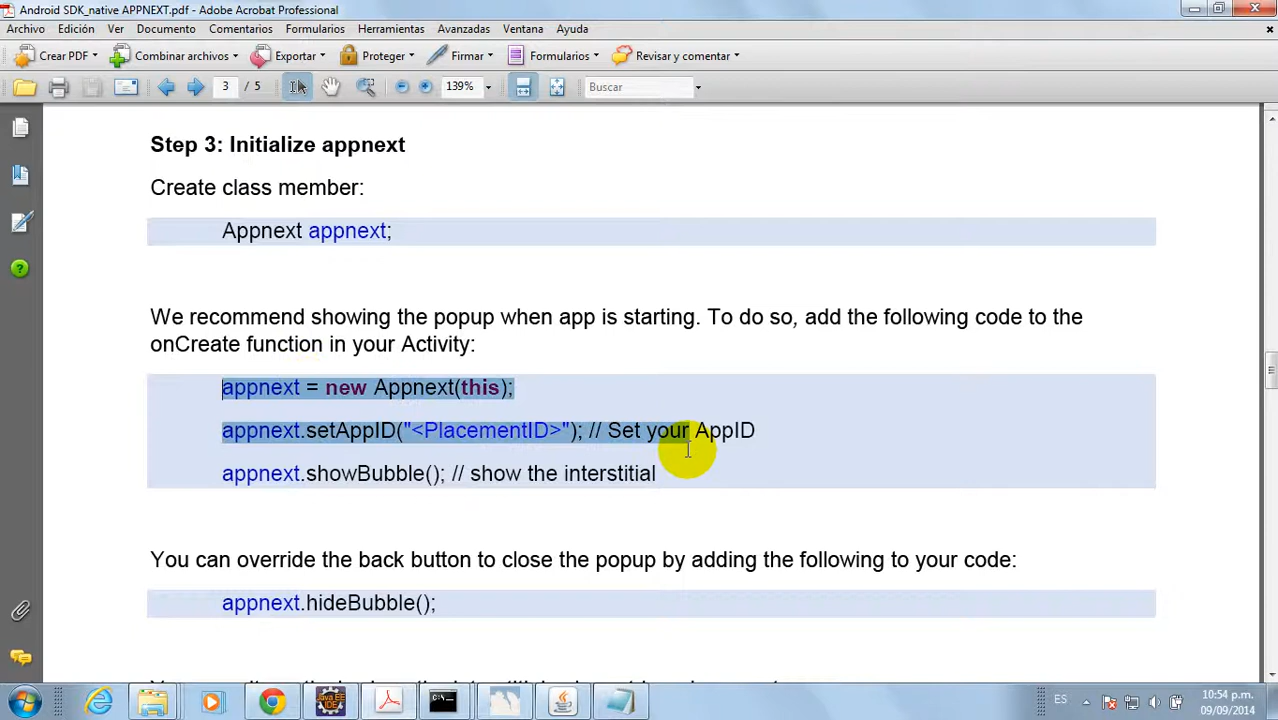 Android SDK_native APPNEXT.pdf - Adobe Acrobat Professional
Archivo Edición Ver Documento Comentarios Formularios Herramientas Avanzadas Ventana Ayuda
Crear PDF Combinar archivos Exportar Proteger Firmar Formularios Revisar y comentar
3 / 5 139% Buscar
Step 3: Initialize appnext
Create class member:
Appnext appnext;
We recommend showing the popup when app is starting. To do so, add the following code to the
onCreate function in your Activity:
appnext = new Appnext(this);
appnext.setAppID("<PlacementID>"); // Set your AppID
appnext.showBubble(); // show the interstitial
You can override the back button to close the popup by adding the following to your code:
appnext.hideBubble();
Java EE
IDE
ES
10:54 p.m.
09/09/2014